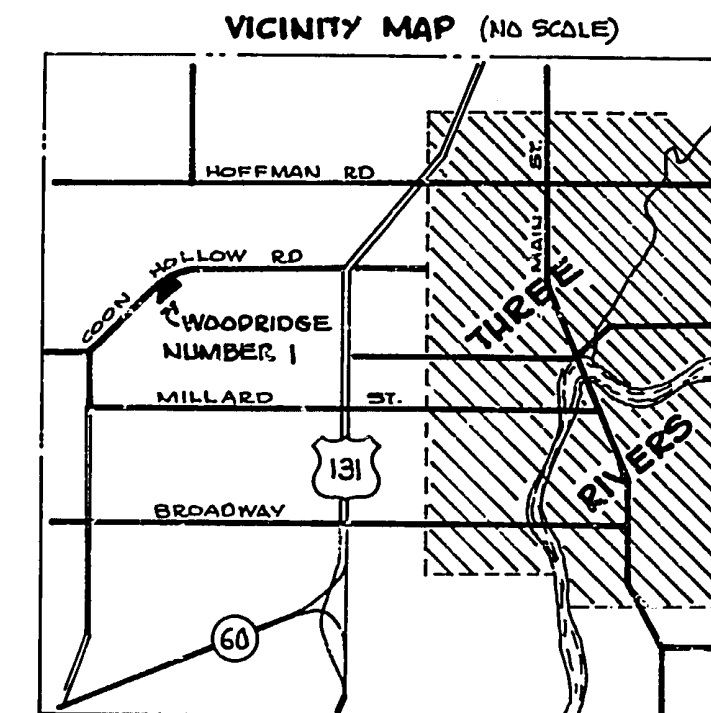 VICINITY MAP (NO SCALE)
HOFFMAN RD
MAIN ST.
COON HOLLOW RD
THREE
WOODRIDGE
NUMBER 1
MILLARD ST.
RIVERS
131
BROADWAY
60